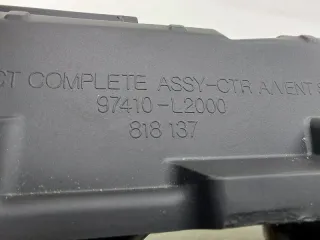 CT COMPLETE ASSY-CTR A/VENT
97410-L2000
818 137